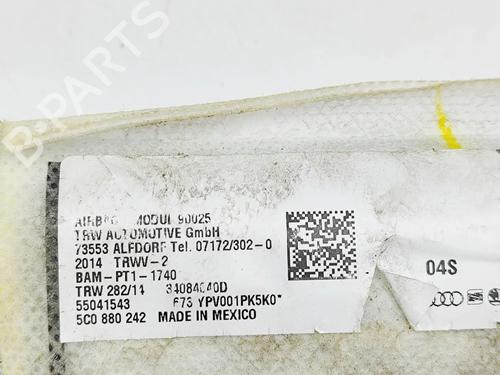 B-PARTS
MODUL 90025
TRW AUTOMOTIVE GmbH
73553 ALFDORF Tel. 07172/302-0
2014 TRWV-2
BAM-PT1-1740
TRW 282/14
55041543 YPV001PK5K0*
5C0 880 242 MADE IN MEXICO
04S